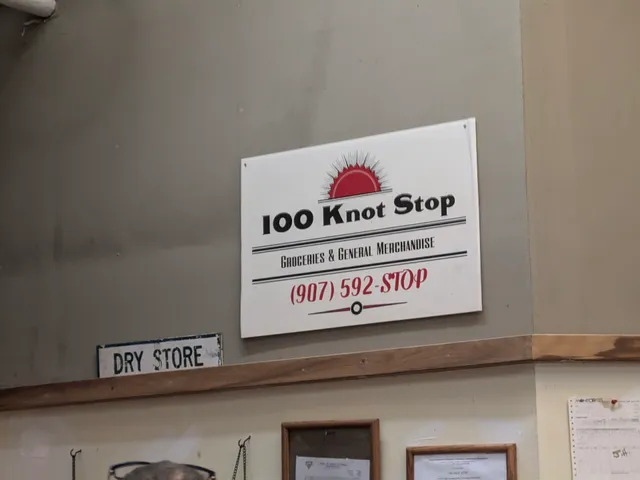 100 Knot Stop
Groceries & General Merchandise
(907) 592-STOP
DRY STORE